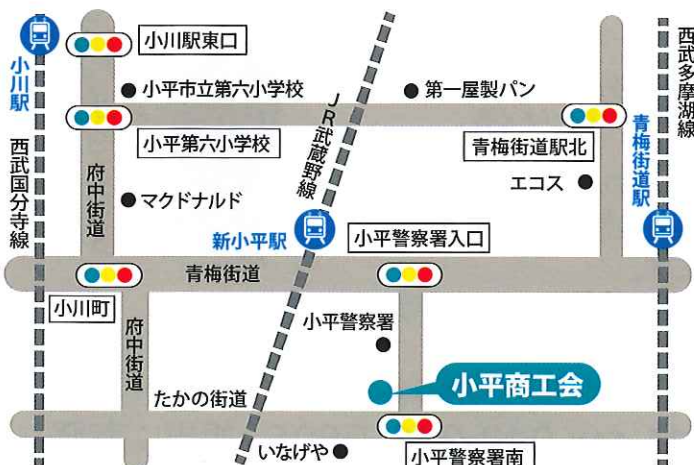 小川駅東口
小川駅
西武国分寺線
小平市立第六小学校
小平第六小学校
JR武蔵野線
第一屋製パン
青梅街道駅北
西武多摩湖線
青梅街道駅
エコス
府中街道
マクドナルド
新小平駅
小平警察署入口
青梅街道
小川町
府中街道
小平警察署
小平商工会
たかの街道
いなげや
小平警察署南